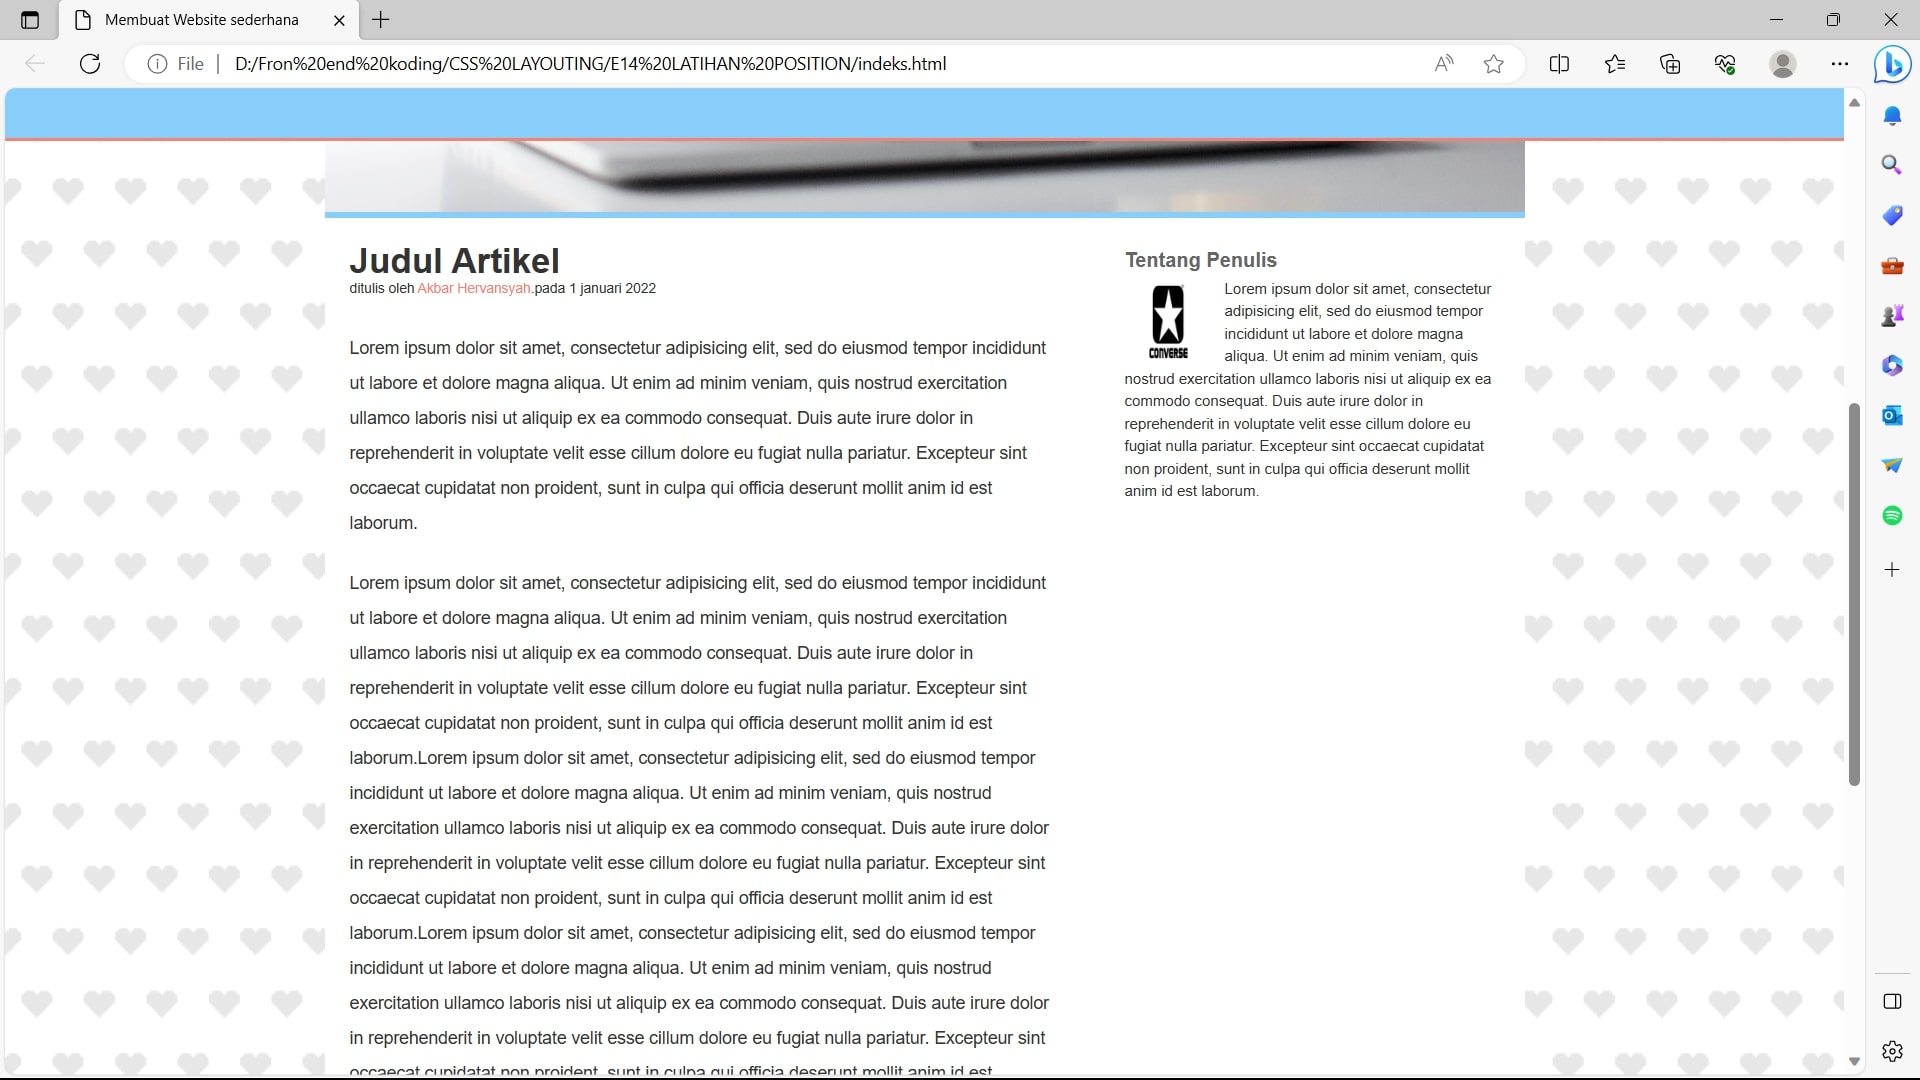 Membuat Website sederhana
File
D:/Fron%20end%20koding/CSS%20LAYOUTING/E14%20LATIHAN%20POSITION/indeks.html
Judul Artikel
ditulis oleh Akbar Hervansyah.pada 1 januari 2022
Lorem ipsum dolor sit amet, consectetur adipisicing elit, sed do eiusmod tempor incididunt
ut labore et dolore magna aliqua. Ut enim ad minim veniam, quis nostrud exercitation
ullamco laboris nisi ut aliquip ex ea commodo consequat. Duis aute irure dolor in
reprehenderit in voluptate velit esse cillum dolore eu fugiat nulla pariatur. Excepteur sint
occaecat cupidatat non proident, sunt in culpa qui officia deserunt mollit anim id est
laborum.
Lorem ipsum dolor sit amet, consectetur adipisicing elit, sed do eiusmod tempor incididunt
ut labore et dolore magna aliqua. Ut enim ad minim veniam, quis nostrud exercitation
ullamco laboris nisi ut aliquip ex ea commodo consequat. Duis aute irure dolor in
reprehenderit in voluptate velit esse cillum dolore eu fugiat nulla pariatur. Excepteur sint
occaecat cupidatat non proident, sunt in culpa qui officia deserunt mollit anim id est
laborum.Lorem ipsum dolor sit amet, consectetur adipisicing elit, sed do eiusmod tempor
incididunt ut labore et dolore magna aliqua. Ut enim ad minim veniam, quis nostrud
exercitation ullamco laboris nisi ut aliquip ex ea commodo consequat. Duis aute irure dolor
in reprehenderit in voluptate velit esse cillum dolore eu fugiat nulla pariatur. Excepteur sint
occaecat cupidatat non proident, sunt in culpa qui officia deserunt mollit anim id est
laborum.Lorem ipsum dolor sit amet, consectetur adipisicing elit, sed do eiusmod tempor
incididunt ut labore et dolore magna aliqua. Ut enim ad minim veniam, quis nostrud
exercitation ullamco laboris nisi ut aliquip ex ea commodo consequat. Duis aute irure dolor
in reprehenderit in voluptate velit esse cillum dolore eu fugiat nulla pariatur. Excepteur sint
occaecat cupidatat non proident, sunt in culpa qui officia deserunt mollit anim id est
Tentang Penulis
CONVERSE
Lorem ipsum dolor sit amet, consectetur
adipisicing elit, sed do eiusmod tempor
incididunt ut labore et dolore magna
aliqua. Ut enim ad minim veniam, quis
nostrud exercitation ullamco laboris nisi ut aliquip ex ea
commodo consequat. Duis aute irure dolor in
reprehenderit in voluptate velit esse cillum dolore eu
fugiat nulla pariatur. Excepteur sint occaecat cupidatat
non proident, sunt in culpa qui officia deserunt mollit
anim id est laborum.